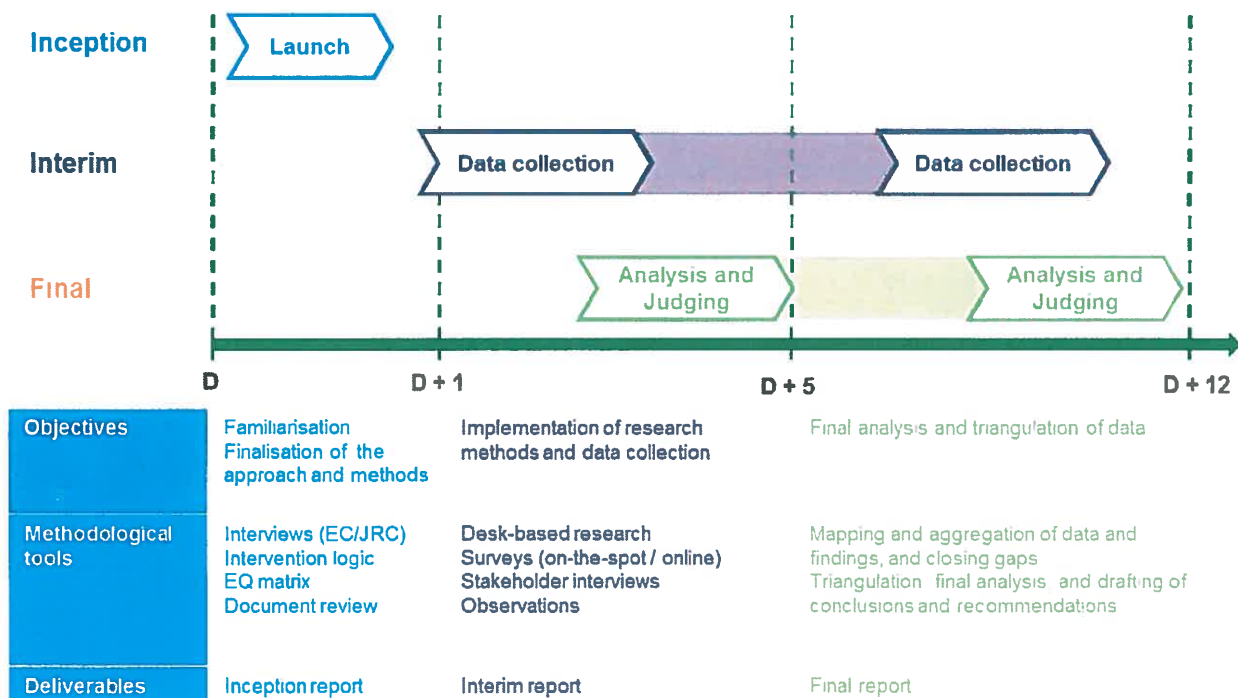 Inception
Launch
Interim
Data collection
Data collection
Final
Analysis and
Judging
Analysis and
Judging
D
D + 1
D + 5
D + 12
Objectives
Familiarisation
Finalisation of the
approach and methods
Implementation of research
methods and data collection
Final analysis and triangulation of data
Methodological
tools
Interviews (EC/JRC)
Intervention logic
EQ matrix
Document review
Desk-based research
Surveys (on-the-spot / online)
Stakeholder interviews
Observations
Mapping and aggregation of data and
findings, and closing gaps
Triangulation final analysis and drafting of
conclusions and recommendations
Deliverables
Inception report
Interim report
Final report